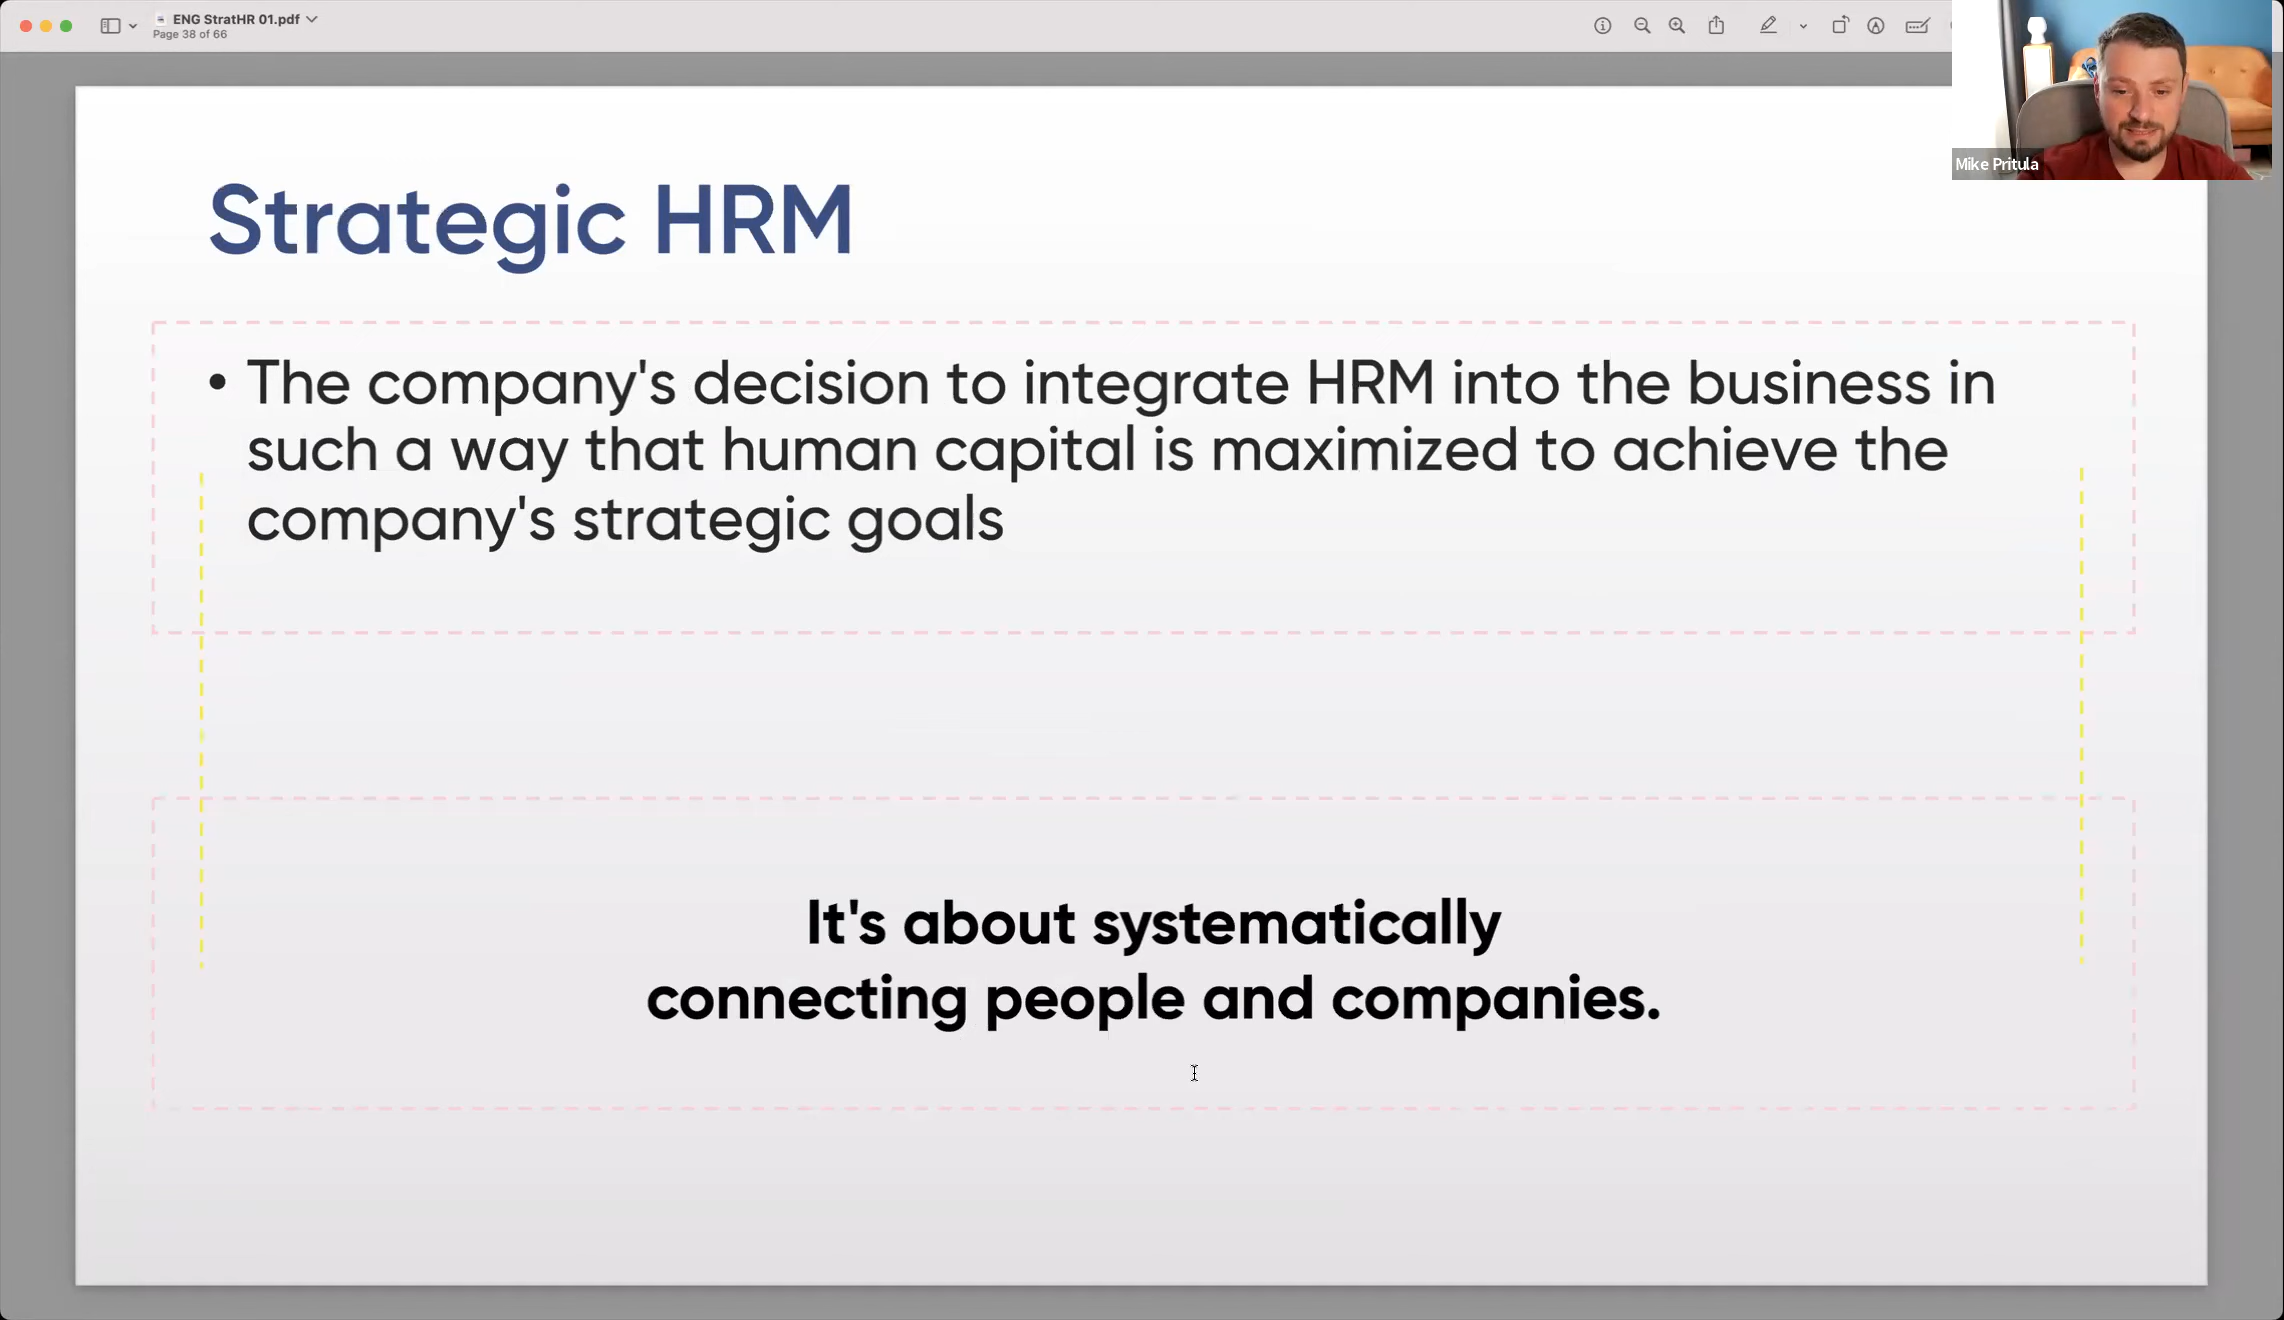 ENG StratHR 01.pdf
Page 38 of 66
Mike Pritula
Strategic HRM
• The company's decision to integrate HRM into the business in
such a way that human capital is maximized to achieve the
company's strategic goals
It's about systematically
connecting people and companies.